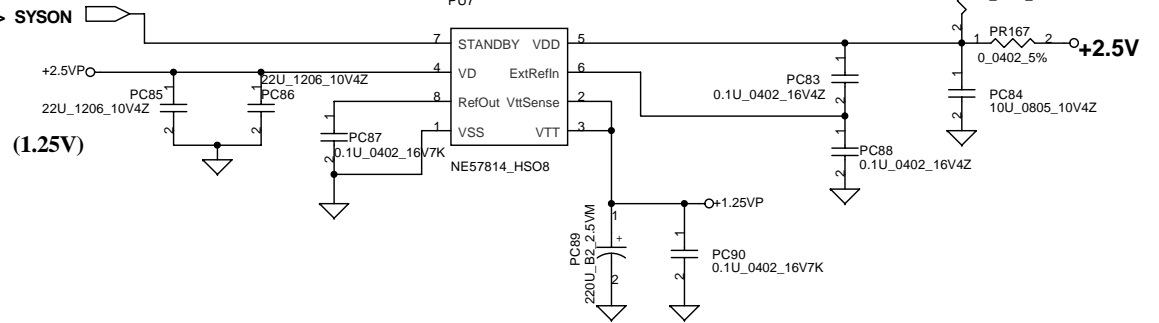 PU7
SYSON
7 STANDBY VDD 5
1 PR167 2
+2.5V
0_0402_5%
+2.5VP
4 VD ExtRefIn 6
22U_1206_10V4Z
PC85
PC86
22U_1206_10V4Z
8 RefOut VttSense 2
PC83
0.1U_0402_16V4Z
PC84
10U_0805_10V4Z
1 VSS VTT 3
(1.25V)
PC87
0.1U_0402_16V7K
NE57814_HSO8
PC88
0.1U_0402_16V4Z
+1.25VP
PC89
220U_B2_2.5VM
PC90
0.1U_0402_16V7K